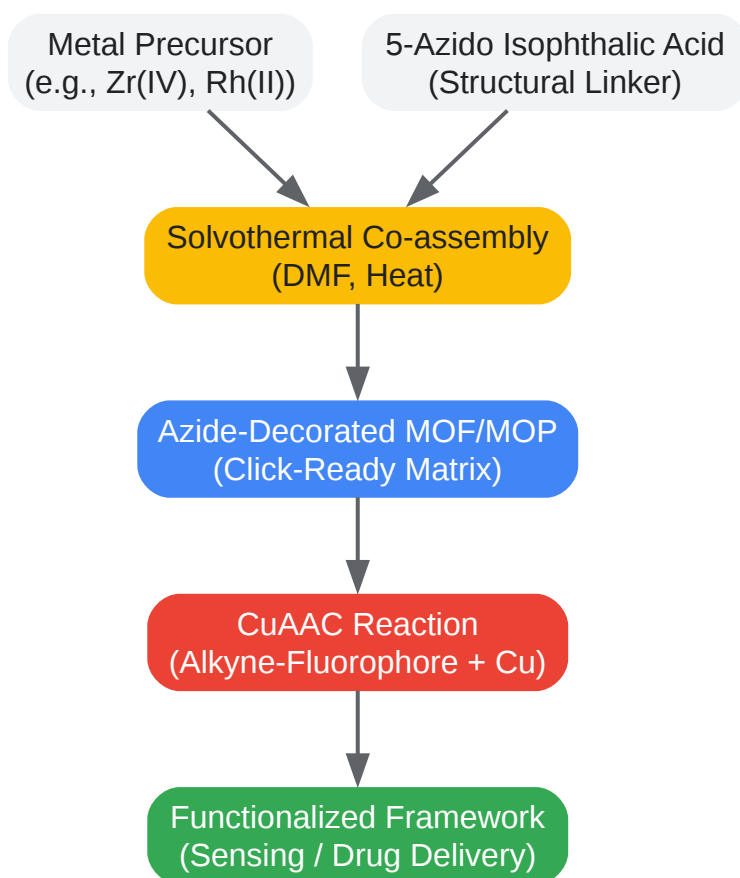 Metal Precursor
(e.g., Zr(IV), Rh(II))
5-Azido Isophthalic Acid
(Structural Linker)
Solvothermal Co-assembly
(DMF, Heat)
Azide-Decorated MOF/MOP
(Click-Ready Matrix)
CuAAC Reaction
(Alkyne-Fluorophore + Cu)
Functionalized Framework
(Sensing / Drug Delivery)